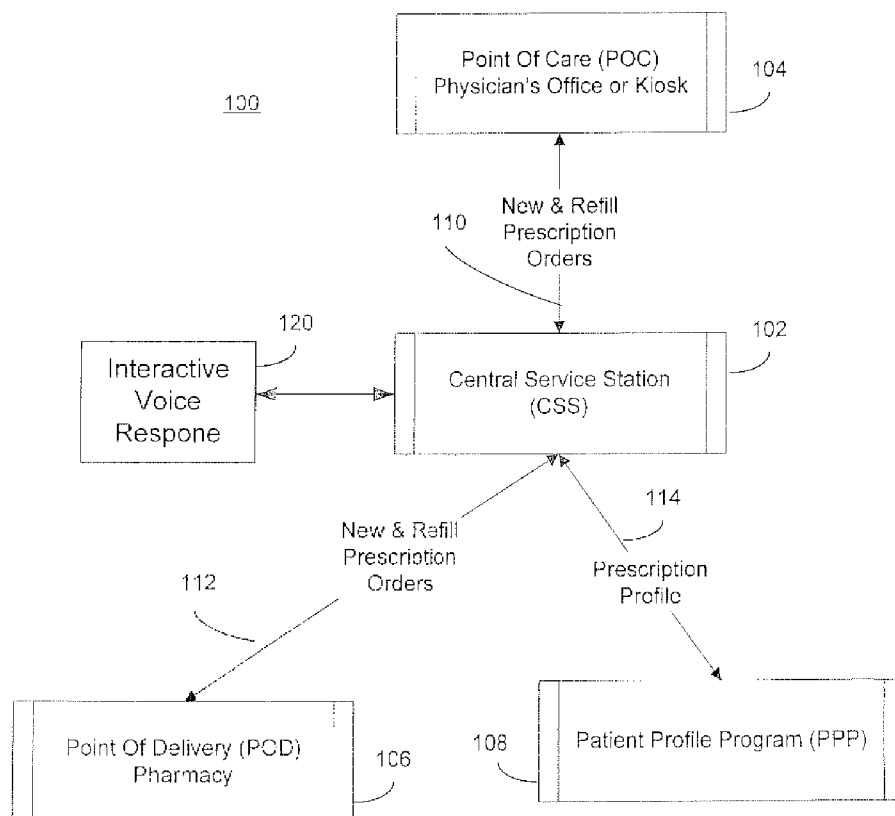 Point Of Care (POC)
Physician's Office or Kiosk
104
100
New & Refill
Prescription
Orders
110
120
102
Interactive
Voice
Respone
Central Service Station
(CSS)
114
New & Refill
Prescription
Orders
Prescription
Profile
112
Point Of Delivery (POD)
Pharmacy
106
108
Patient Profile Program (PPP)